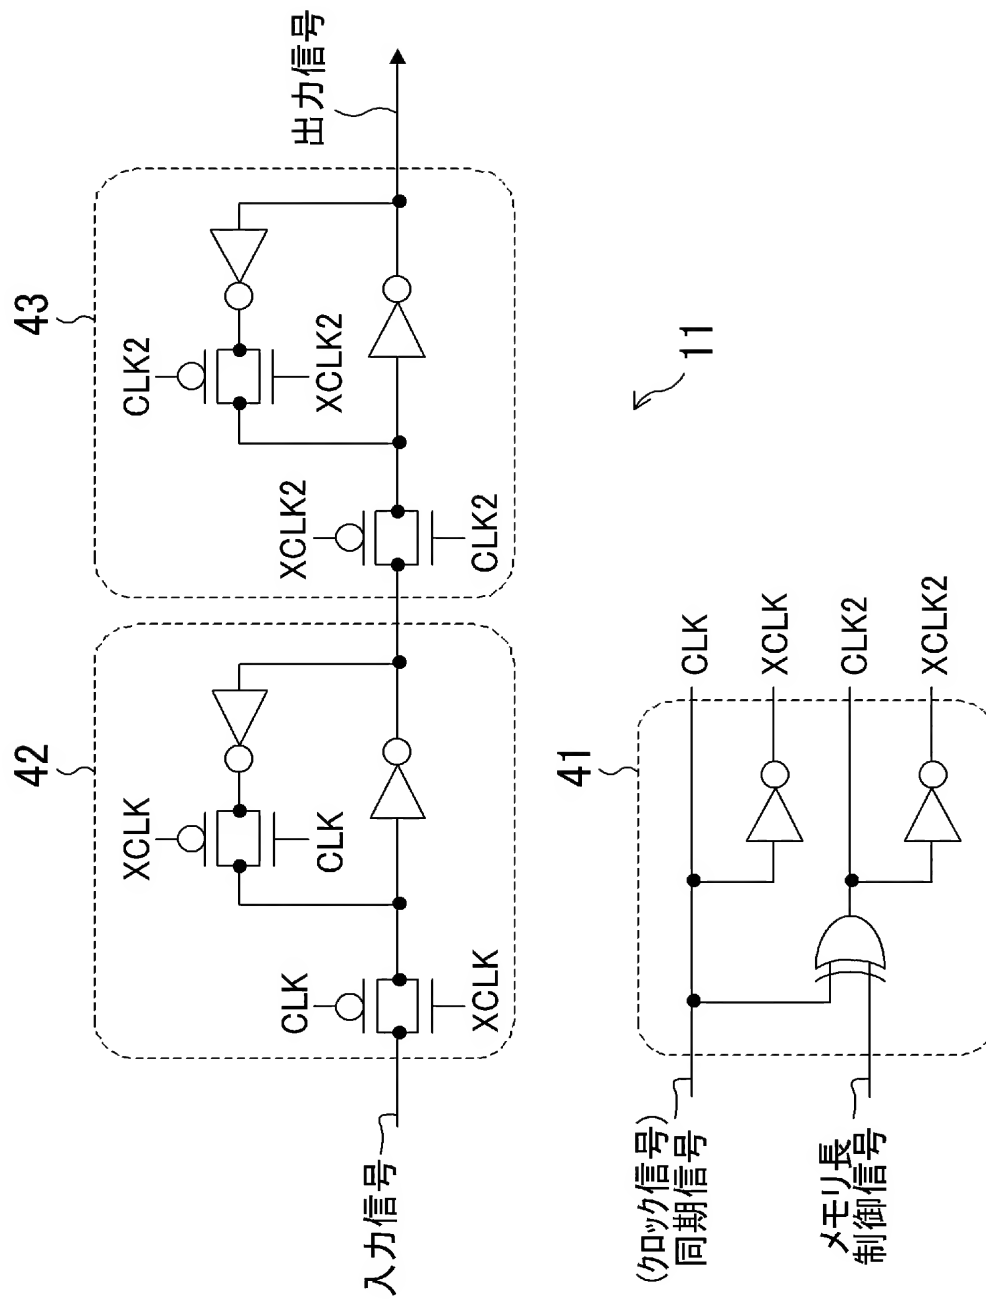 42
43
XCLK
CLK
CLK2
XCLK2
CLK
XCLK
XCLK2
CLK2
入力信号
出力信号
11
41
(クロック信号)
同期信号
メモリ長
制御信号
CLK
XCLK
CLK2
XCLK2